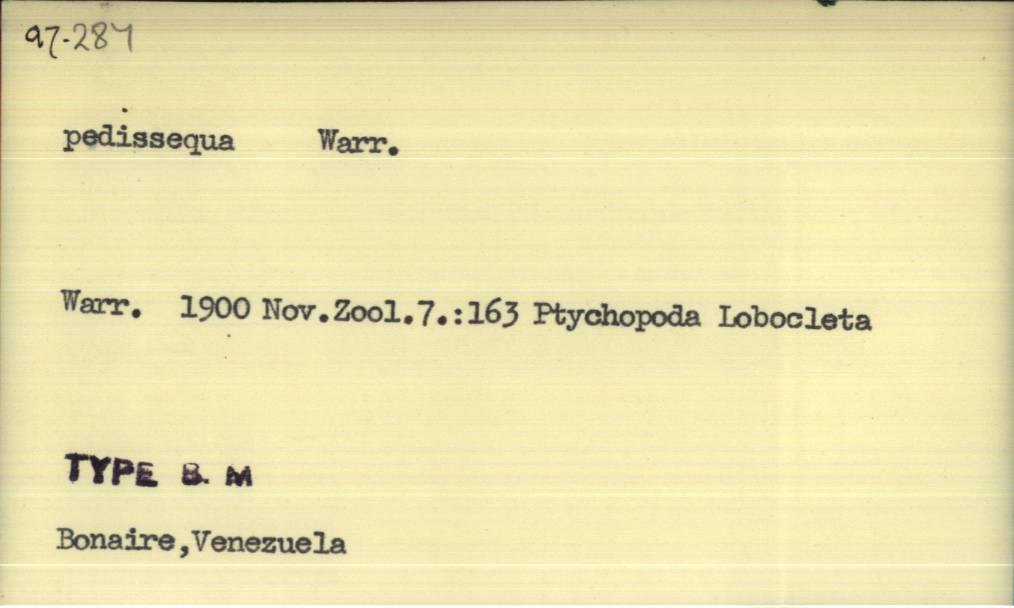 97-287
pedissequa Warr.
Warr. 1900 Nov.Zool.7.:163 Ptychopoda Lobocleta
TYPE B. M
Bonaire,Venezuela